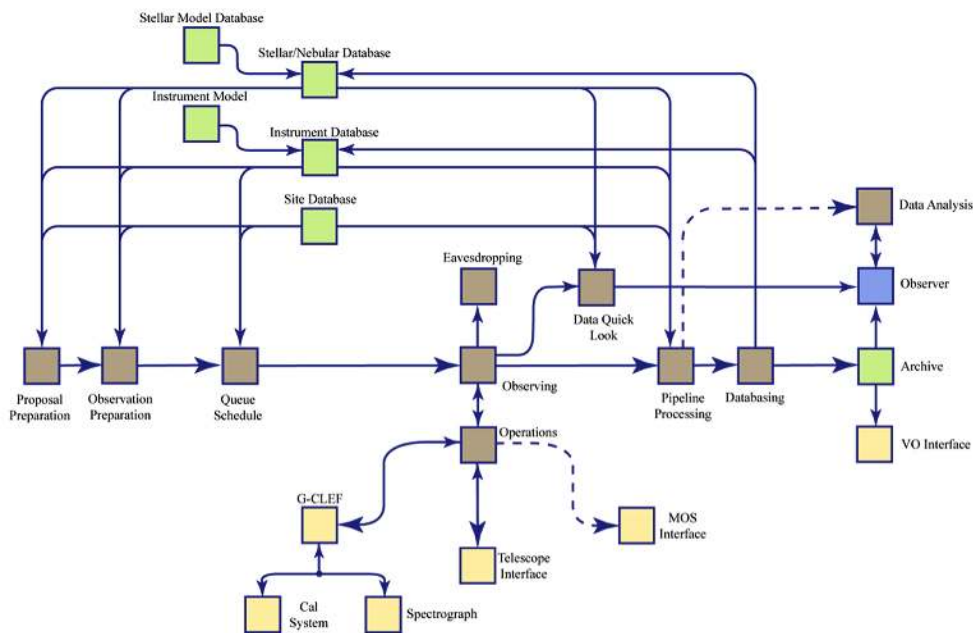 Stellar Model Database
Stellar/Nebular Database
Instrument Model
Instrument Database
Site Database
Data Analysis
Eavesdropping
Observer
Data Quick
Look
Proposal
Preparation
Observation
Preparation
Queue
Schedule
Observing
Pipeline
Processing
Databasing
Archive
Operations
VO Interface
G-CLEF
MOS
Interface
Telescope
Interface
Cal
System
Spectrograph